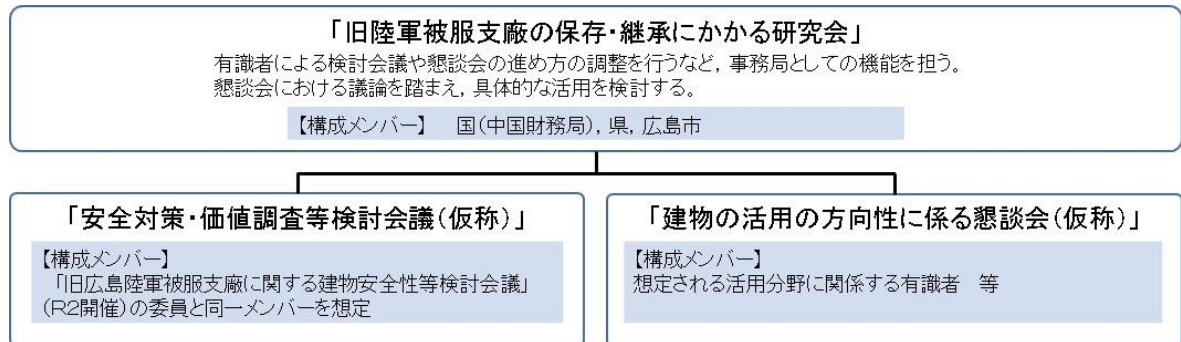 「旧陸軍被服支廠の保存・継承にかかる研究会」
有識者による検討会議や懇談会の進め方の調整を行うなど，事務局としての機能を担う。
懇談会における議論を踏まえ，具体的な活用を検討する。
【構成メンバー】　国（中国財務局），県，広島市
「安全対策・価値調査等検討会議（仮称）」
【構成メンバー】
「旧広島陸軍被服支廠に関する建物安全性等検討会議」
（R2開催）の委員と同一メンバーを想定
「建物の活用の方向性に係る懇談会（仮称）」
【構成メンバー】
想定される活用分野に関係する有識者　等